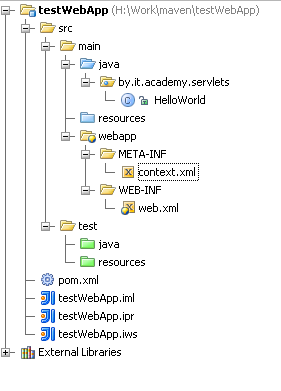 testWebApp (H:\Work\maven\testWebApp)
src
main
java
by.it.academy.servlets
HelloWorld
resources
webapp
META-INF
context.xml
WEB-INF
web.xml
test
java
resources
pom.xml
testWebApp.iml
testWebApp.ipr
testWebApp.iws
External Libraries